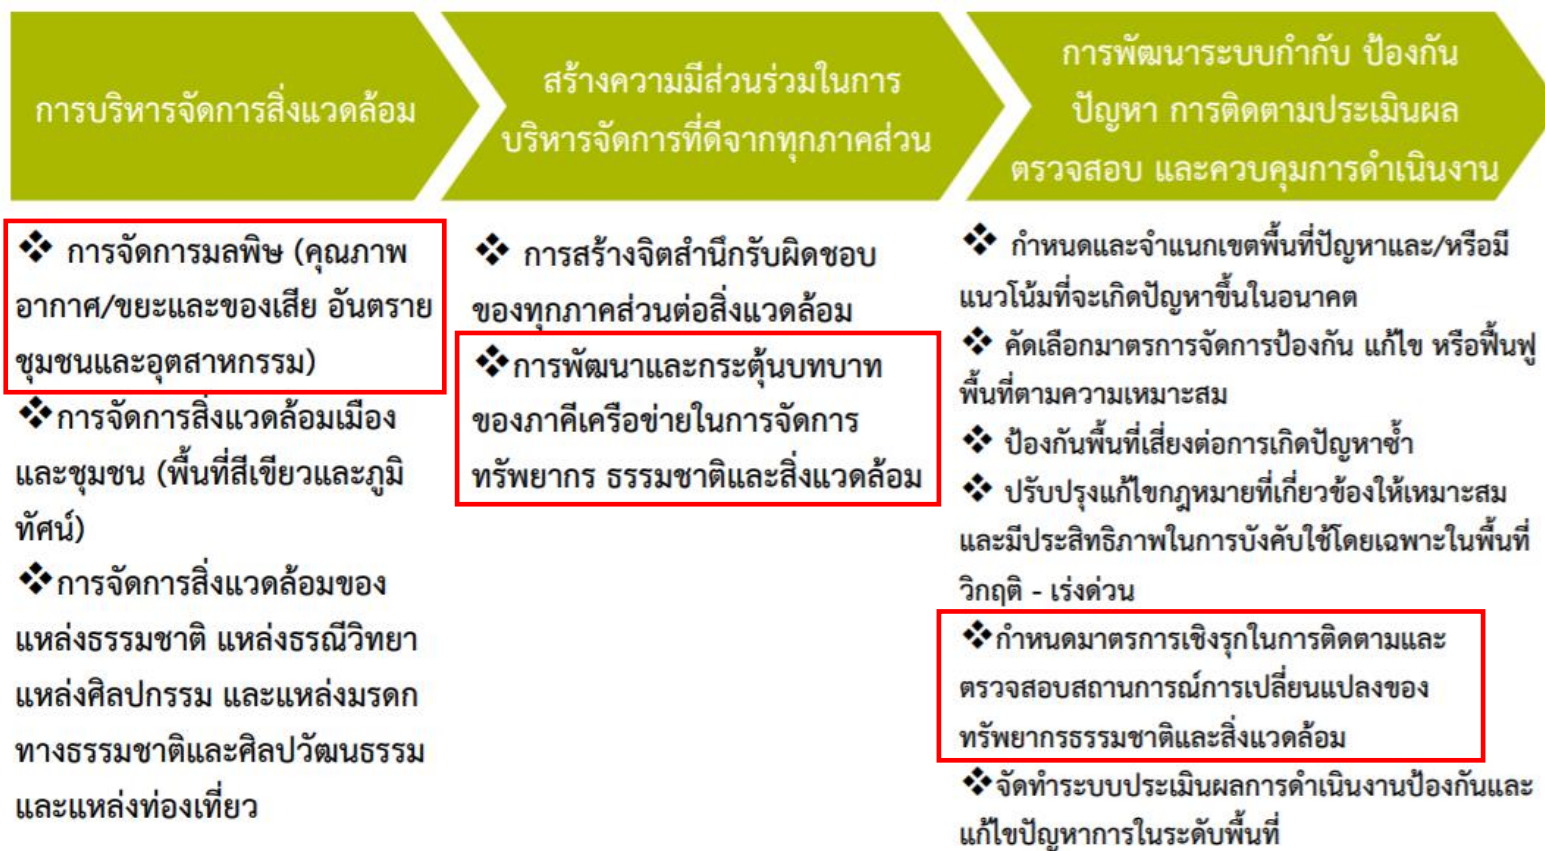 การบริหารจัดการสิ่งแวดล้อม
สร้างความมีส่วนร่วมในการ
บริหารจัดการที่ดีจากทุกภาคส่วน
การพัฒนาระบบกำกับ ป้องกัน
ปัญหา การติดตามประเมินผล
ตรวจสอบ และควบคุมการดำเนินงาน
❖ การจัดการมลพิษ (คุณภาพ
อากาศ/ขยะและของเสีย อันตราย
ชุมชนและอุตสาหกรรม)
❖การจัดการสิ่งแวดล้อมเมือง
และชุมชน (พื้นที่สีเขียวและภูมิ
ทัศน์)
❖การจัดการสิ่งแวดล้อมของ
แหล่งธรรมชาติ แหล่งธรณีวิทยา
แหล่งศิลปกรรม และแหล่งมรดก
ทางธรรมชาติและศิลปวัฒนธรรม
และแหล่งท่องเที่ยว
❖ การสร้างจิตสำนึกรับผิดชอบ
ของทุกภาคส่วนต่อสิ่งแวดล้อม
❖การพัฒนาและกระตุ้นบทบาท
ของภาคีเครือข่ายในการจัดการ
ทรัพยากร ธรรมชาติและสิ่งแวดล้อม
❖ กำหนดและจำแนกเขตพื้นที่ปัญหาและ/หรือมี
แนวโน้มที่จะเกิดปัญหาขึ้นในอนาคต
❖ คัดเลือกมาตรการจัดการป้องกัน แก้ไข หรือฟื้นฟู
พื้นที่ตามความเหมาะสม
❖ ป้องกันพื้นที่เสี่ยงต่อการเกิดปัญหาซ้ำ
❖ ปรับปรุงแก้ไขกฎหมายที่เกี่ยวข้องให้เหมาะสม
และมีประสิทธิภาพในการบังคับใช้โดยเฉพาะในพื้นที่
วิกฤติ - เร่งด่วน
❖กำหนดมาตรการเชิงรุกในการติดตามและ
ตรวจสอบสถานการณ์การเปลี่ยนแปลงของ
ทรัพยากรธรรมชาติและสิ่งแวดล้อม
❖จัดทำระบบประเมินผลการดำเนินงานป้องกันและ
แก้ไขปัญหาการในระดับพื้นที่